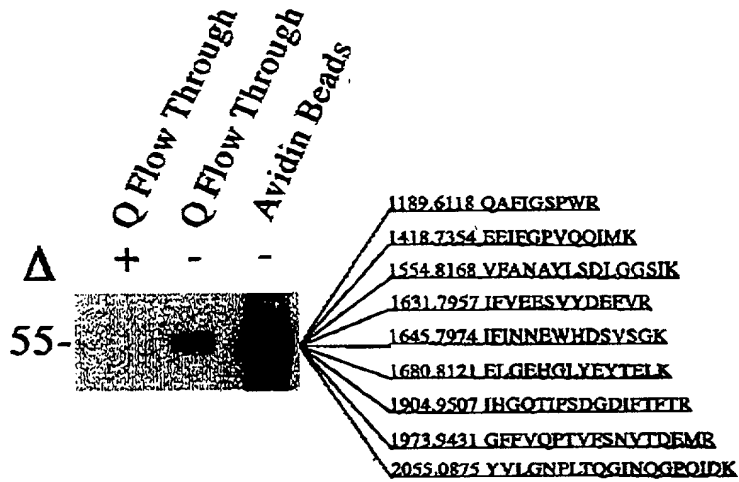 Q Flow Through
Q Flow Through
Avidin Beads
Δ + - -
55-
1189.6118 QAFIGSPWR
1418.7354 EEIFGPVQQIMK
1554.8168 VFANAYLSDLGGSIK
1631.7957 IFVEESVYDEFVR
1645.7974 IFINNEWHDSVSGK
1680.8121 ELGEHGLYEYTELK
1904.9507 IHGQTIPSDGDIFTFTR
1973.9431 GFFVQPTVFSNVTDEMR
2055.0875 YVLGNPLTQGINQGPQIDK